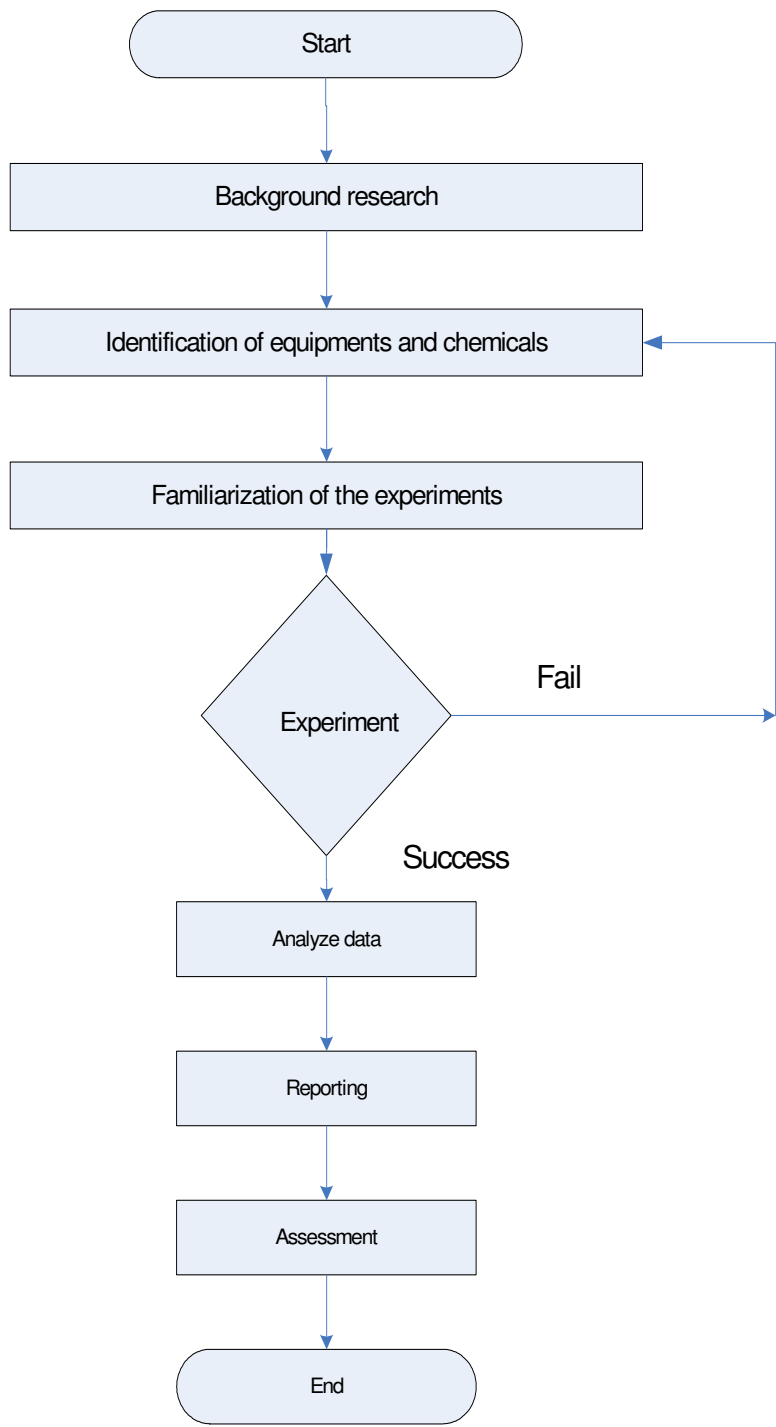 Start
Background research
Identification of equipments and chemicals
Familiarization of the experiments
Fail
Experiment
Success
Analyze data
Reporting
Assessment
End